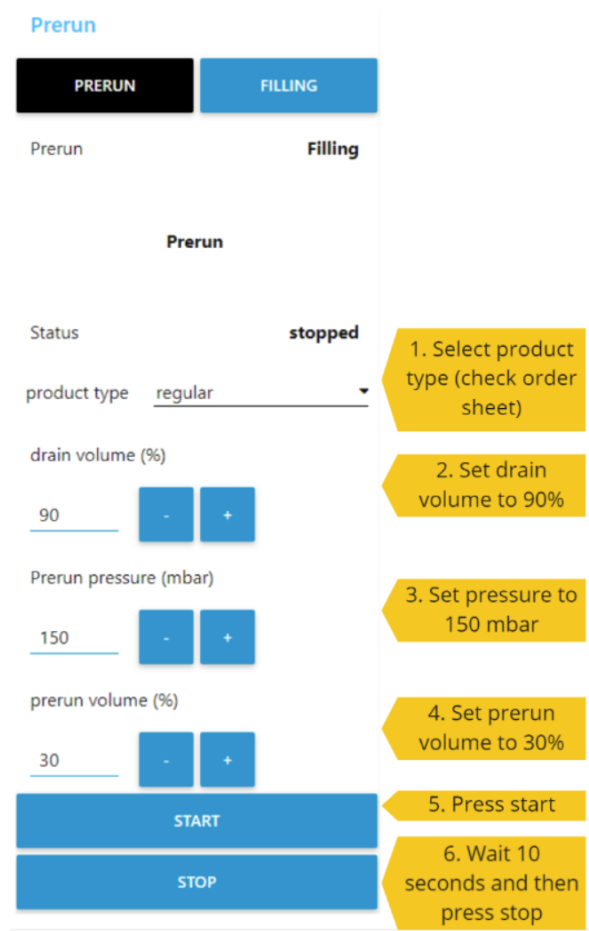 Prerun
PRERUN FILLING
Prerun Filling
Prerun
Status stopped
product type regular
drain volume (%)
90 - +
Prerun pressure (mbar)
150 - +
prerun volume (%)
30 - +
START
STOP
1. Select product
type (check order
sheet)
2. Set drain
volume to 90%
3. Set pressure to
150 mbar
4. Set prerun
volume to 30%
5. Press start
6. Wait 10
seconds and then
press stop